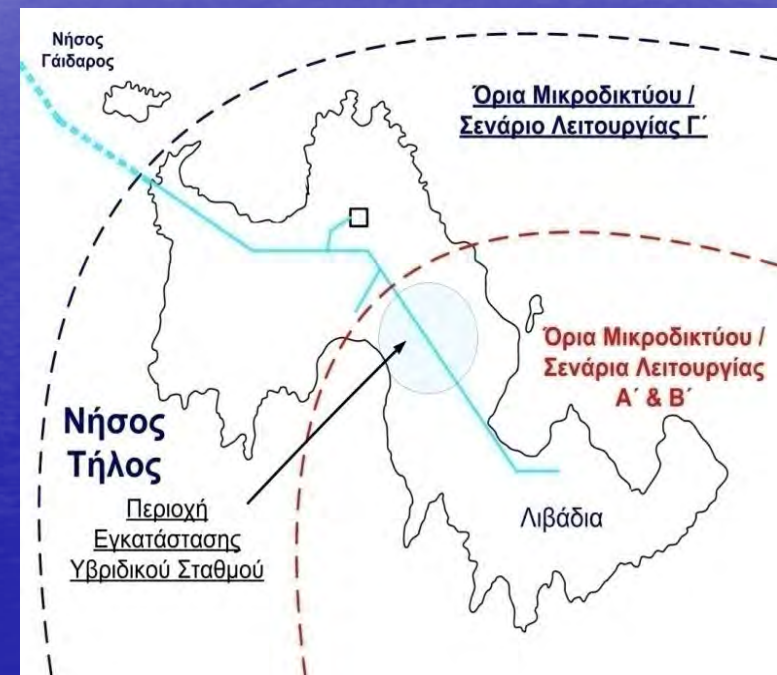 Νήσος
Γάιδαρος
Όρια Μικροδικτύου /
Σενάριο Λειτουργίας Γ΄
Όρια Μικροδικτύου /
Σενάρια Λειτουργίας
Α΄ & Β΄
Νήσος
Τήλος
Περιοχή
Εγκατάστασης
Υβριδικού Σταθμού
Λιβάδια